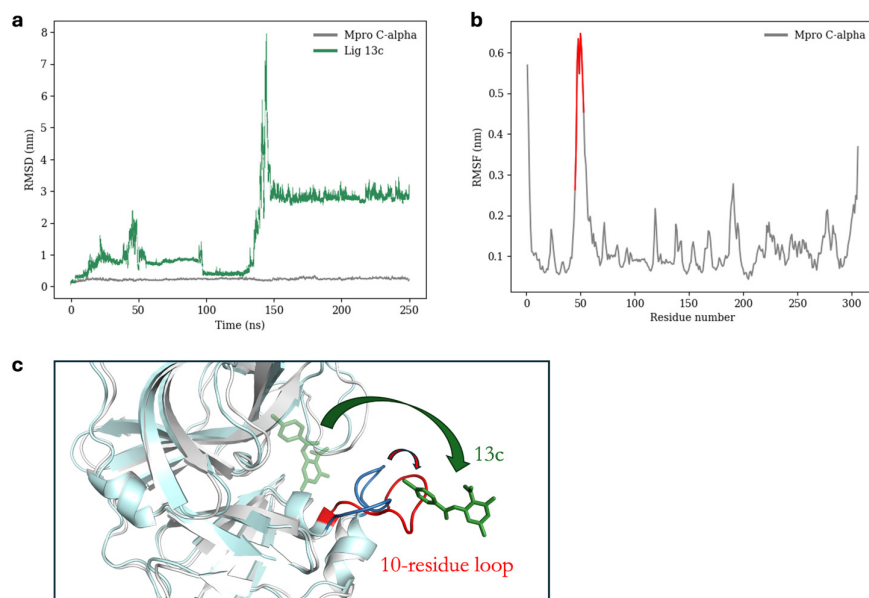 a
8
7
6
5
4
3
2
1
0
RMSD (nm)
0
50
100
150
200
250
Time (ns)
Mpro C-alpha
Lig 13c
b
0.6
0.5
0.4
0.3
0.2
0.1
RMSF (nm)
0
50
100
150
200
250
300
Residue number
Mpro C-alpha
c
13c
10-residue loop